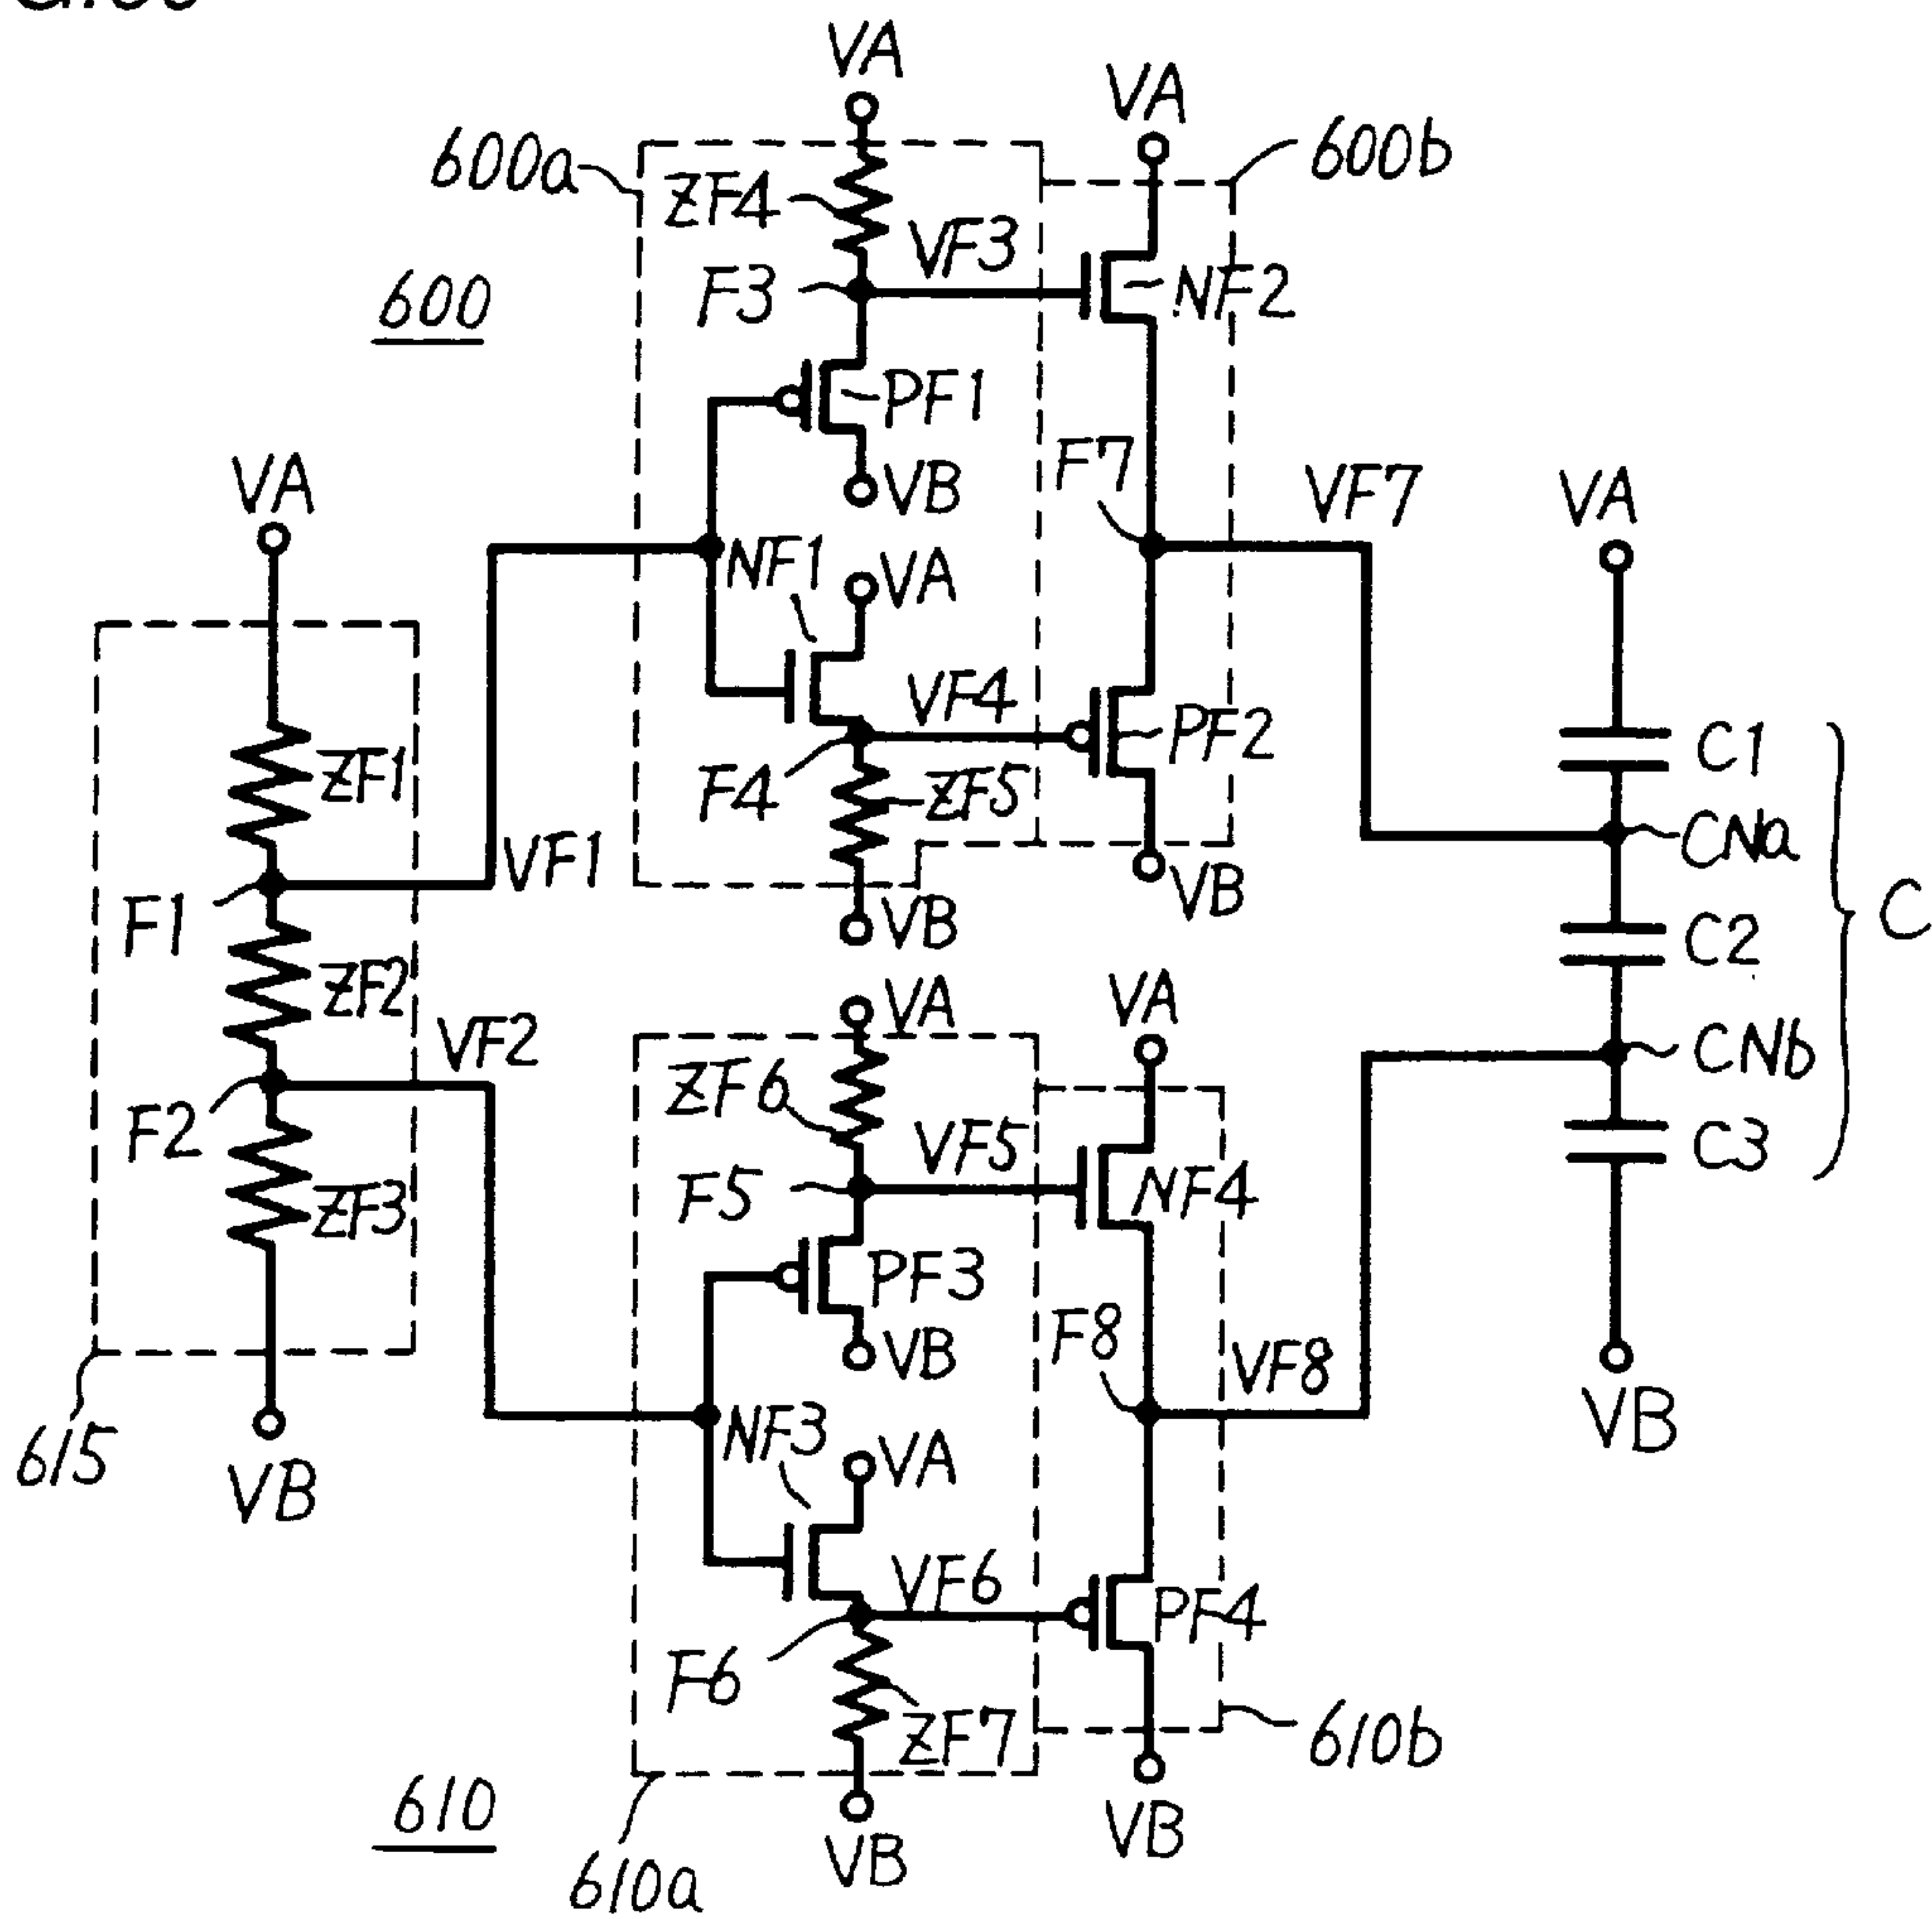 VA
VA
600a
600b
ZF4
VF3
F3
NF2
600
PF1
VB
F7
VF7
VA
VA
NF1
VA
VF4
PF2
C1
ZF1
F4
ZF5
CNa
VF1
VB
F1
VB
C2
C
ZF2
VA
VA
VF2
CNb
ZF6
F2
VF5
C3
F5
NF4
ZF3
PF3
F8
VB
VF8
VB
615
NF3
VA
VB
VF6
PF4
F6
ZF7
610b
610
VB
VB
610a